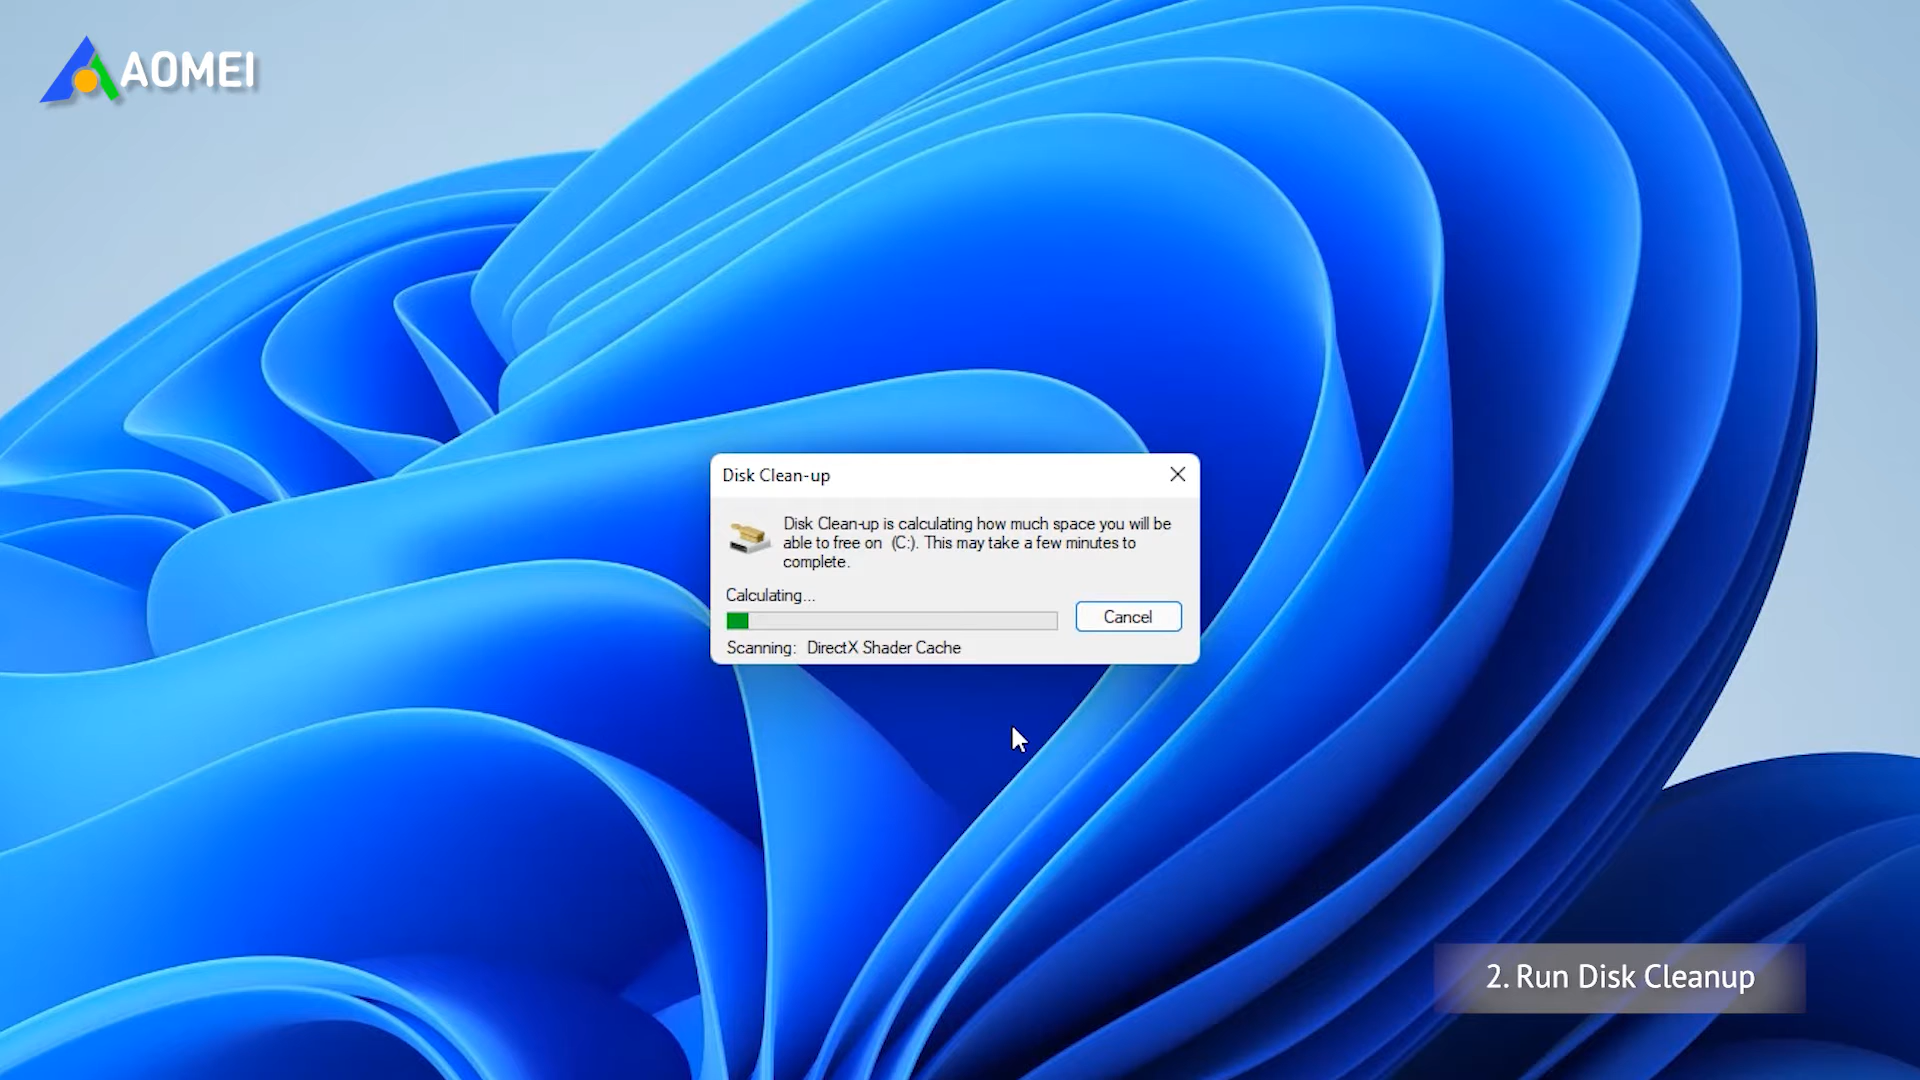 AOMEI
Disk Clean-up
Disk Clean-up is calculating how much space you will be
able to free on (C:). This may take a few minutes to
complete.
Calculating...
Cancel
Scanning: DirectX Shader Cache
2. Run Disk Cleanup